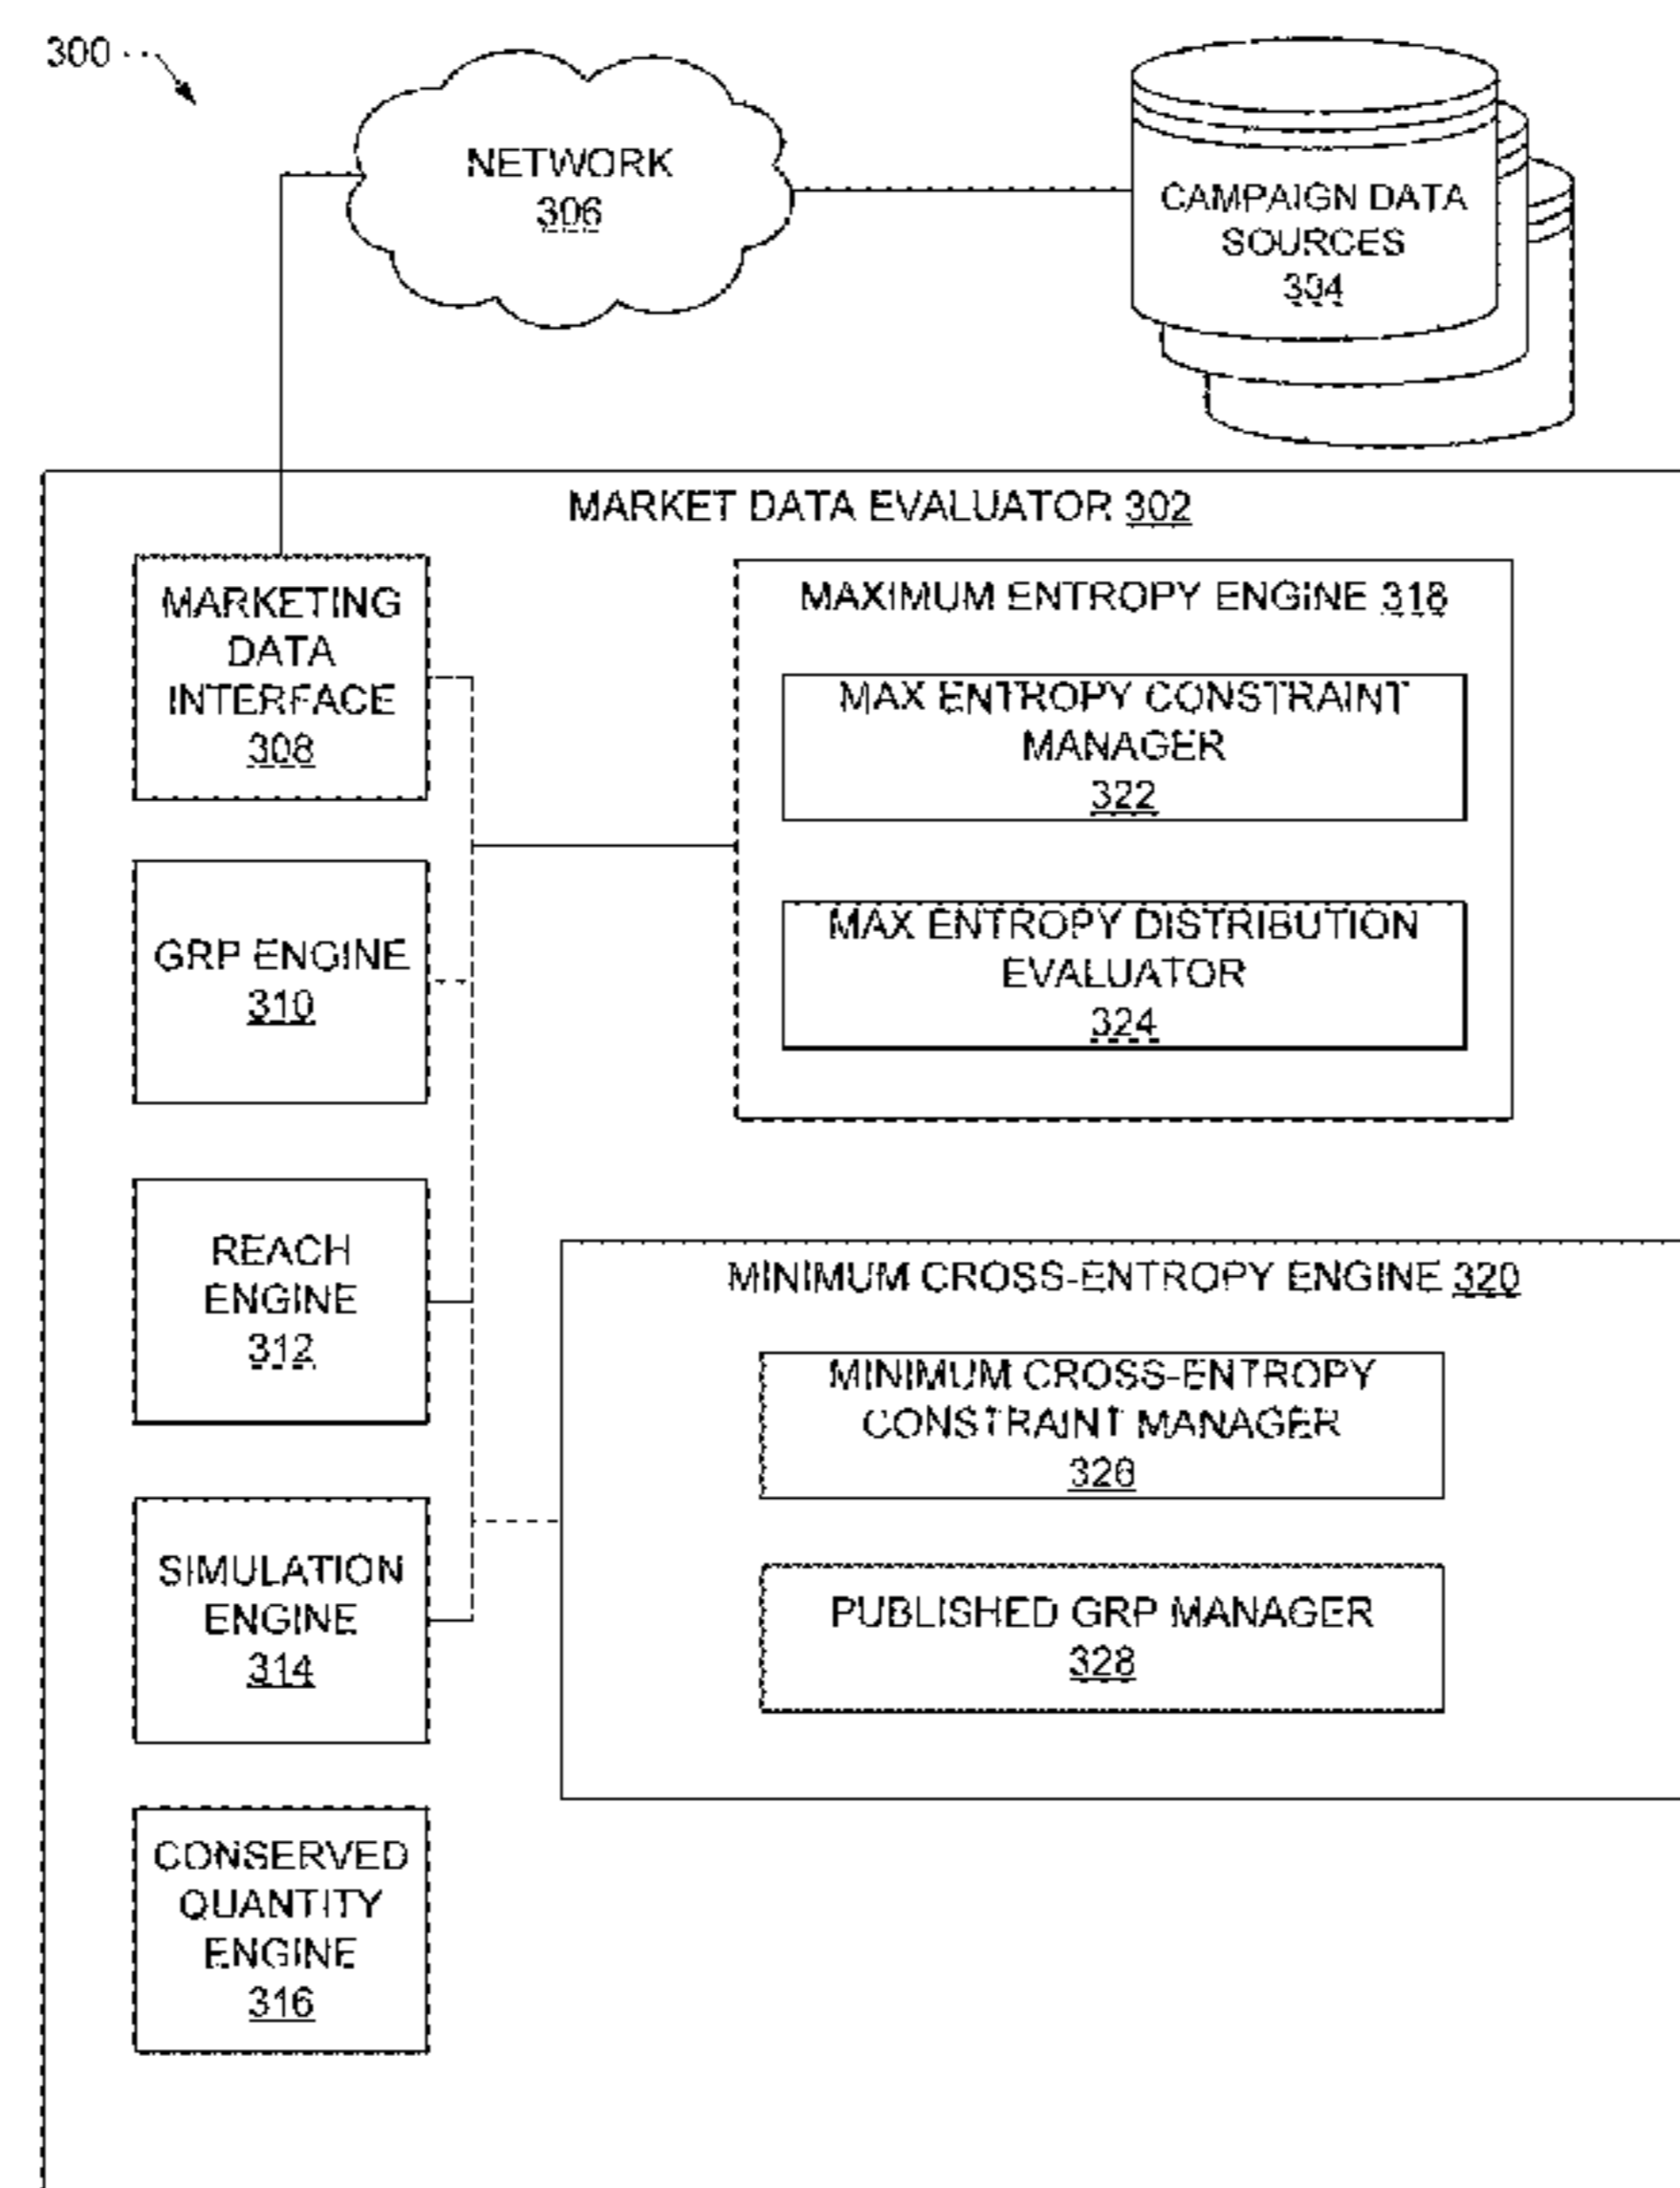 300
NETWORK
306
CAMPAIGN DATA
SOURCES
304
MARKET DATA EVALUATOR 302
MARKETING
DATA
INTERFACE
308
GRP ENGINE
310
REACH
ENGINE
312
SIMULATION
ENGINE
314
CONSERVED
QUANTITY
ENGINE
316
MAXIMUM ENTROPY ENGINE 318
MAX ENTROPY CONSTRAINT
MANAGER
322
MAX ENTROPY DISTRIBUTION
EVALUATOR
324
MINIMUM CROSS-ENTROPY ENGINE 320
MINIMUM CROSS-ENTROPY
CONSTRAINT MANAGER
326
PUBLISHED GRP MANAGER
328